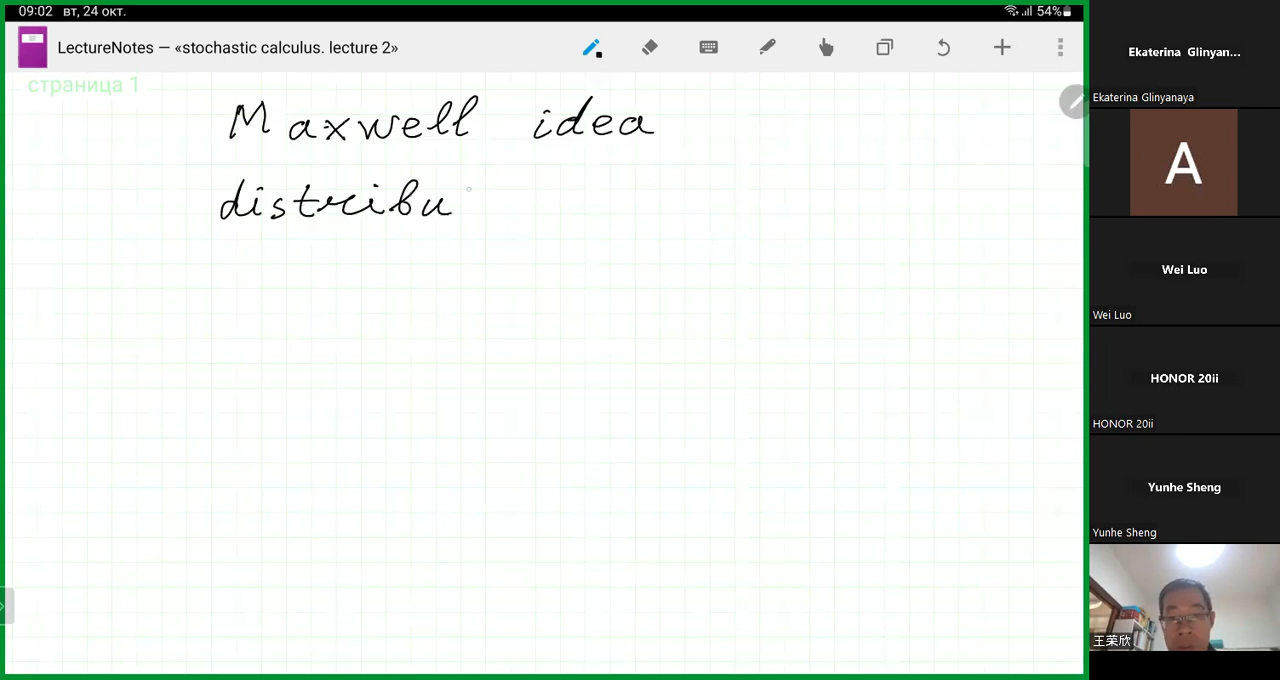 09:02 вт, 24 окт.
54%
LectureNotes — «stochastic calculus. lecture 2»
страница 1
Maxwell idea
distribu
Ekaterina Glinyan...
Ekaterina Glinyanaya
A
Wei Luo
Wei Luo
HONOR 20ii
HONOR 20ii
Yunhe Sheng
Yunhe Sheng
王荣欣